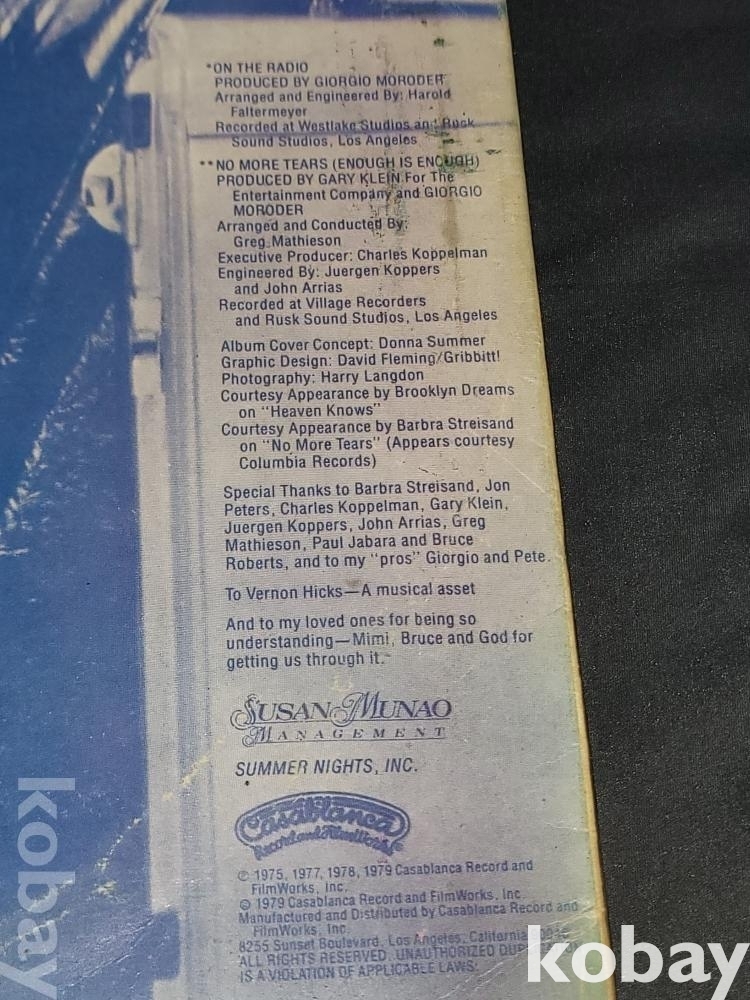 *ON THE RADIO
PRODUCED BY GIORGIO MORODER
Arranged and Engineered By: Harold
Faltermeyer
Recorded at Westlake Studios and Rusk
Sound Studios, Los Angeles
**NO MORE TEARS (ENOUGH IS ENOUGH)
PRODUCED BY GARY KLEIN For The
Entertainment Company and GIORGIO
MORODER
Arranged and Conducted By:
Greg Mathieson
Executive Producer: Charles Koppelman
Engineered By: Juergen Koppers
and John Arrias
Recorded at Village Recorders
and Rusk Sound Studios, Los Angeles
Album Cover Concept: Donna Summer
Graphic Design: David Fleming/Gribbitt!
Photography: Harry Langdon
Courtesy Appearance by Brooklyn Dreams
on "Heaven Knows"
Courtesy Appearance by Barbra Streisand
on "No More Tears" (Appears courtesy
Columbia Records)
Special Thanks to Barbra Streisand, Jon
Peters, Charles Koppelman, Gary Klein,
Juergen Koppers, John Arrias, Greg
Mathieson, Paul Jabara and Bruce
Roberts, and to my "pros" Giorgio and Pete.
To Vernon Hicks—A musical asset
And to my loved ones for being so
understanding—Mimi, Bruce and God for
getting us through it.
SUSAN MUNAO
MANAGEMENT
SUMMER NIGHTS, INC.
Casablanca
Record and FilmWorks
℗ 1975, 1977, 1978, 1979 Casablanca Record and
FilmWorks, Inc.
© 1979 Casablanca Record and FilmWorks, Inc.
Manufactured and Distributed by Casablanca Record and
FilmWorks, Inc.
8255 Sunset Boulevard, Los Angeles, California
ALL RIGHTS RESERVED. UNAUTHORIZED
IS A VIOLATION OF APPLICABLE LAWS.
kobay
kobay
kobay